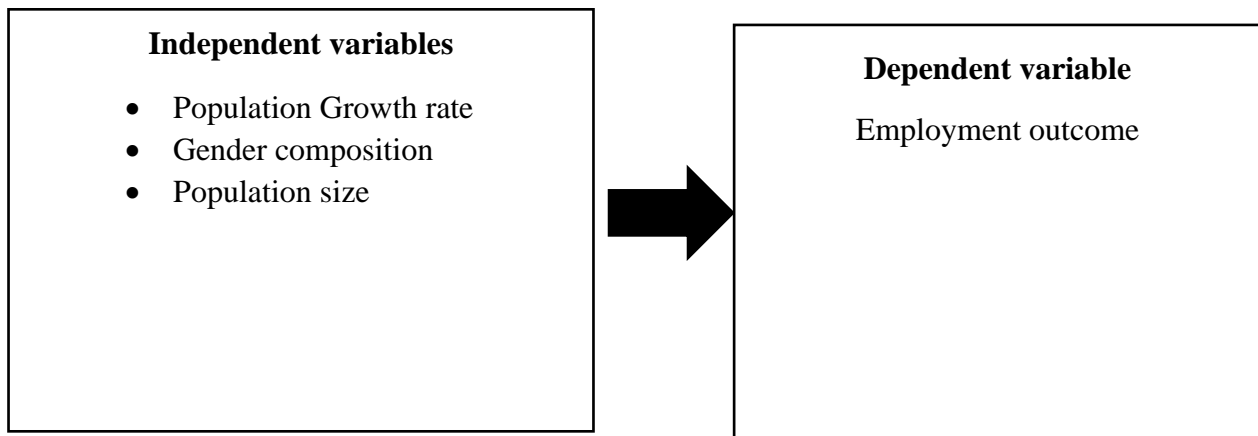 Independent variables
• Population Growth rate
• Gender composition
• Population size
Dependent variable
Employment outcome